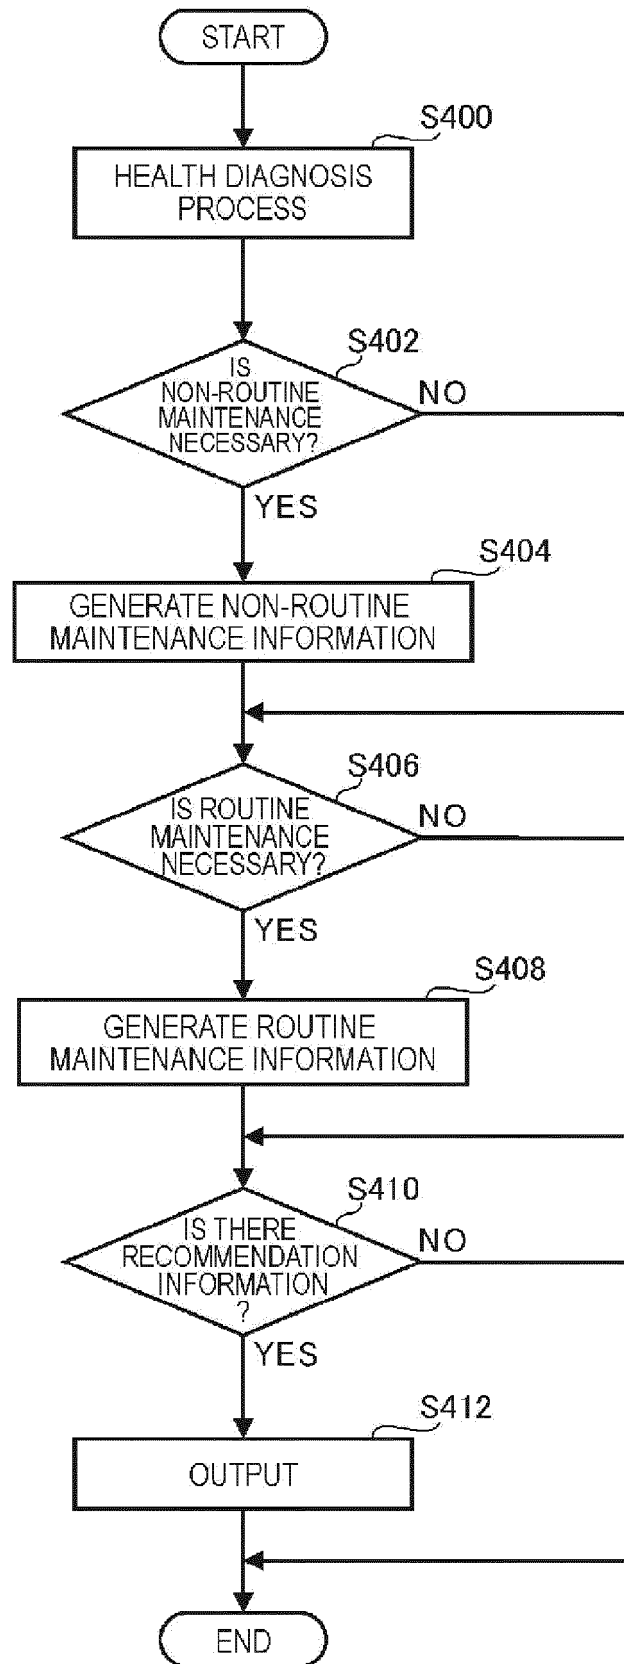 START
S400
HEALTH DIAGNOSIS
PROCESS
S402
IS
NON-ROUTINE
MAINTENANCE
NECESSARY?
NO
YES
S404
GENERATE NON-ROUTINE
MAINTENANCE INFORMATION
S406
IS ROUTINE
MAINTENANCE
NECESSARY?
NO
YES
S408
GENERATE ROUTINE
MAINTENANCE INFORMATION
S410
IS THERE
RECOMMENDATION
INFORMATION
?
NO
YES
S412
OUTPUT
END